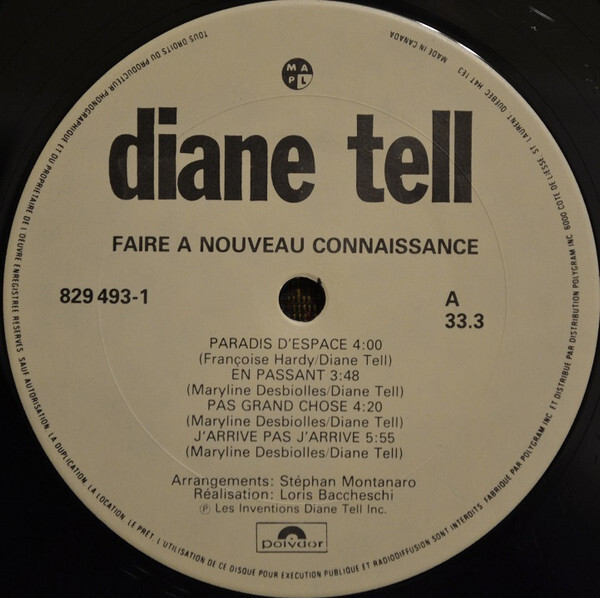 MAPL
diane tell
FAIRE A NOUVEAU CONNAISSANCE
829 493-1
A
33.3
PARADIS D'ESPACE 4:00
(Françoise Hardy/Diane Tell)
EN PASSANT 3:48
(Maryline Desbiolles/Diane Tell)
PAS GRAND CHOSE 4:20
(Maryline Desbiolles/Diane Tell)
J'ARRIVE PAS J'ARRIVE 5:55
(Maryline Desbiolles/Diane Tell)
Arrangements: Stéphan Montanaro
Réalisation: Loris Baccheschi
℗ Les Inventions Diane Tell Inc.
polydor
TOUS DROITS DU PRODUCTEUR PHONOGRAPHIQUE ET DU PROPRIETAIRE DE L'OEUVRE ENREGISTREE RESERVES. SAUF AUTORISATION. LA DUPLICATION. LA LOCATION. LE PRÊT. L'UTILISATION DE CE DISQUE POUR EXECUTION PUBLIQUE ET RADIODIFFUSION SONT INTERDITS. FABRIQUÉ PAR POLYGRAM INC ET DISTRIBUÉ PAR DISTRIBUTION POLYGRAM INC 6000 COTE DE LIESSE. ST LAURENT QUEBEC H4T 1E3
MADE IN CANADA